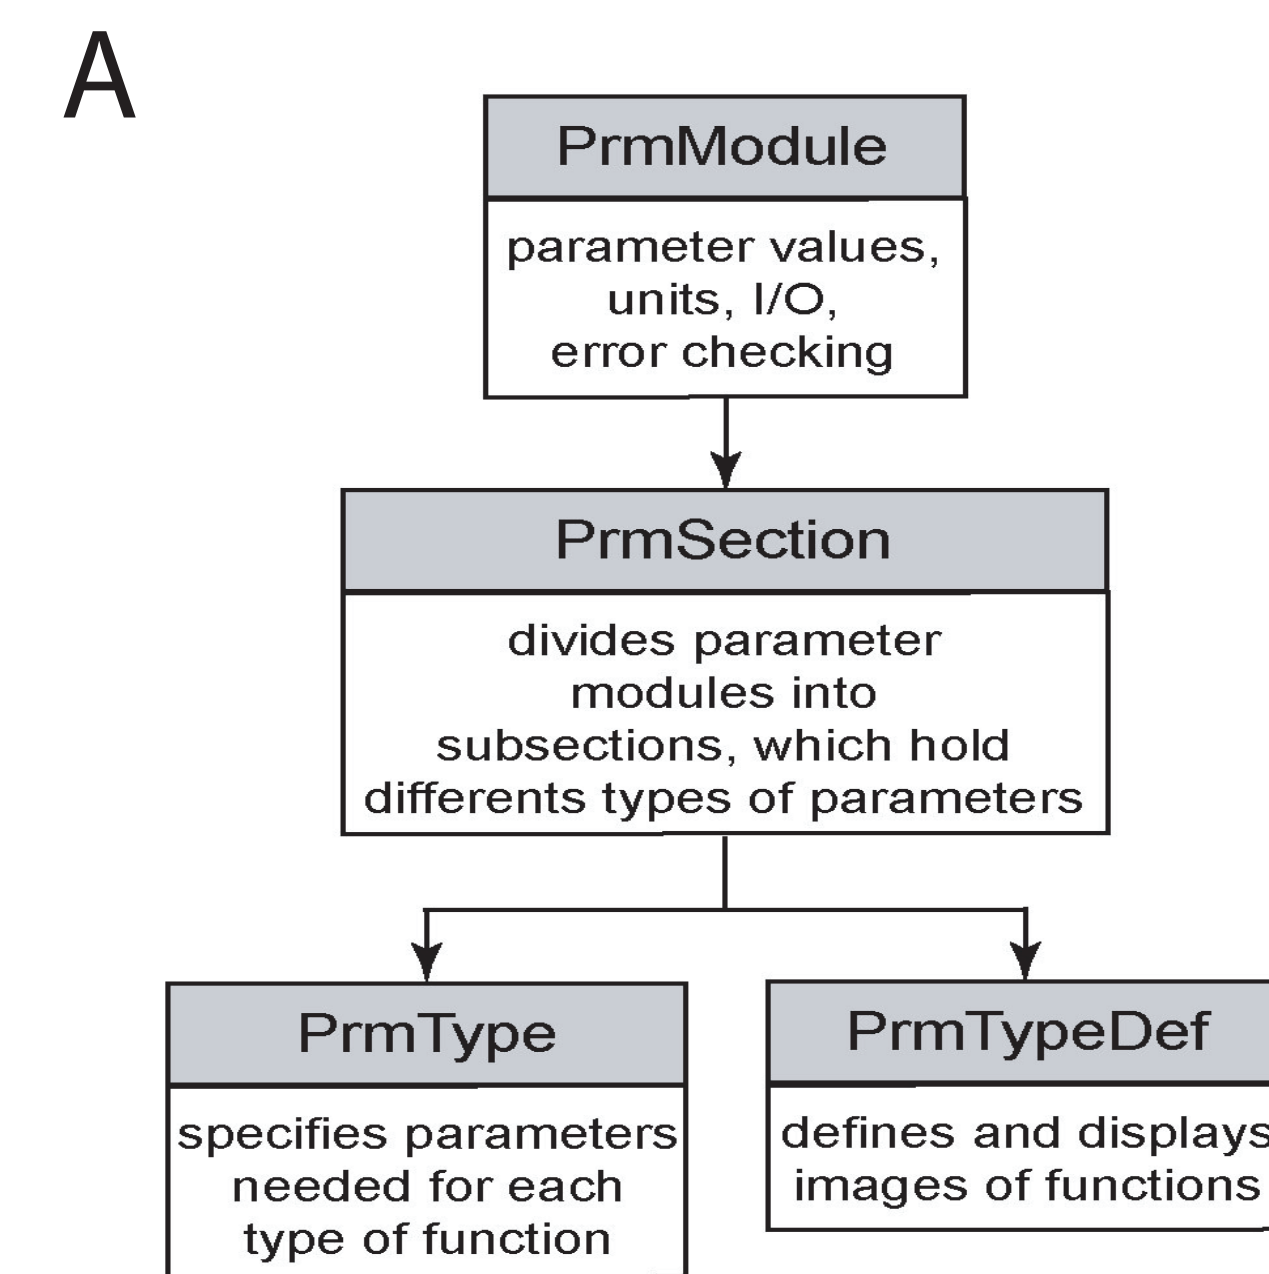 A
PrmModule
parameter values,
units, I/O,
error checking
PrmSection
divides parameter
modules into
subsections, which hold
differents types of parameters
PrmType
specifies parameters
needed for each
type of function
PrmTypeDef
defines and displays
images of functions